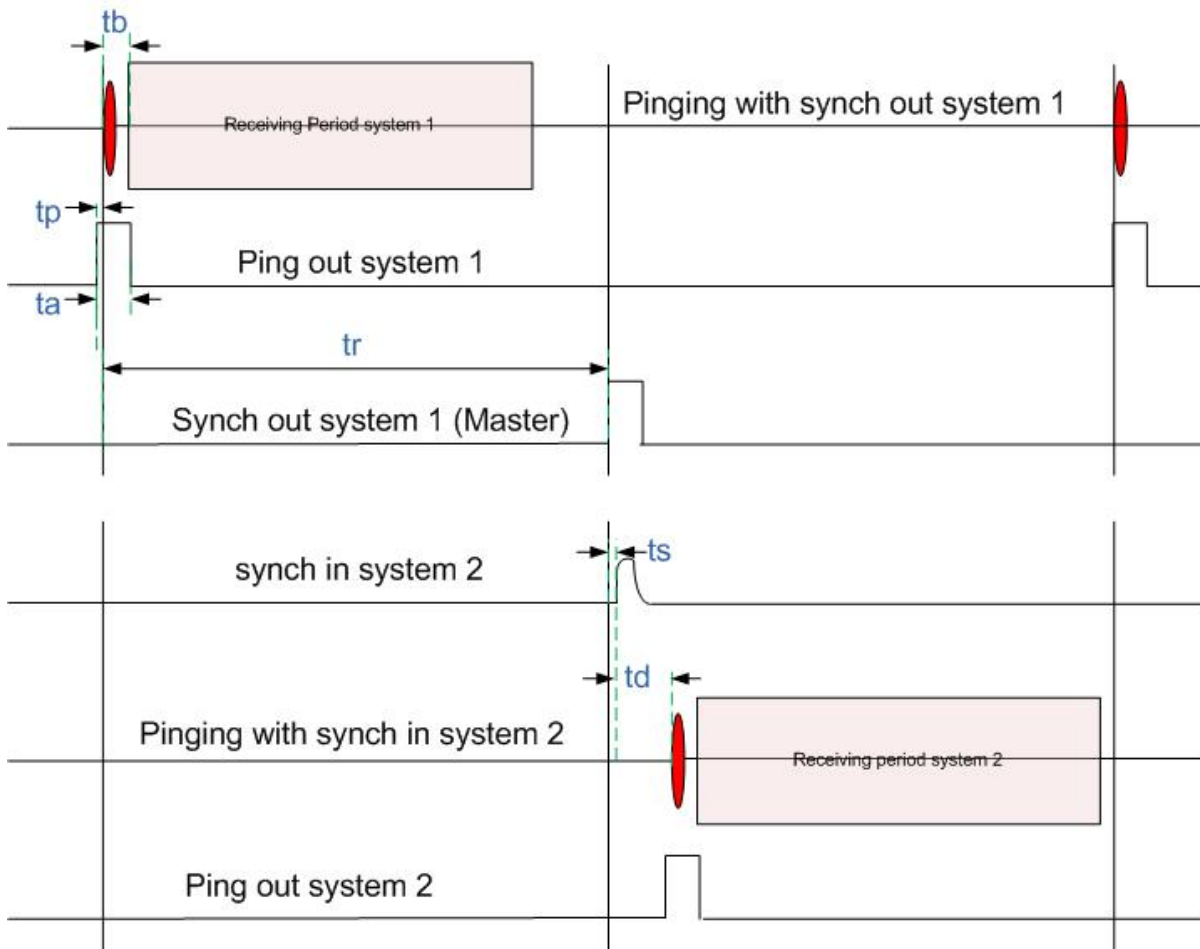 tb
Receiving Period system 1
Pinging with synch out system 1
tp
Ping out system 1
ta
tr
Synch out system 1 (Master)
synch in system 2
ts
td
Pinging with synch in system 2
Receiving period system 2
Ping out system 2